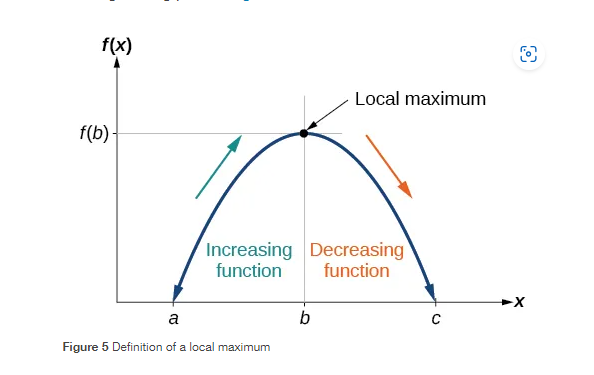 f(x)
Local maximum
f(b)
Increasing function
Decreasing function
x
a
b
c
Figure 5 Definition of a local maximum